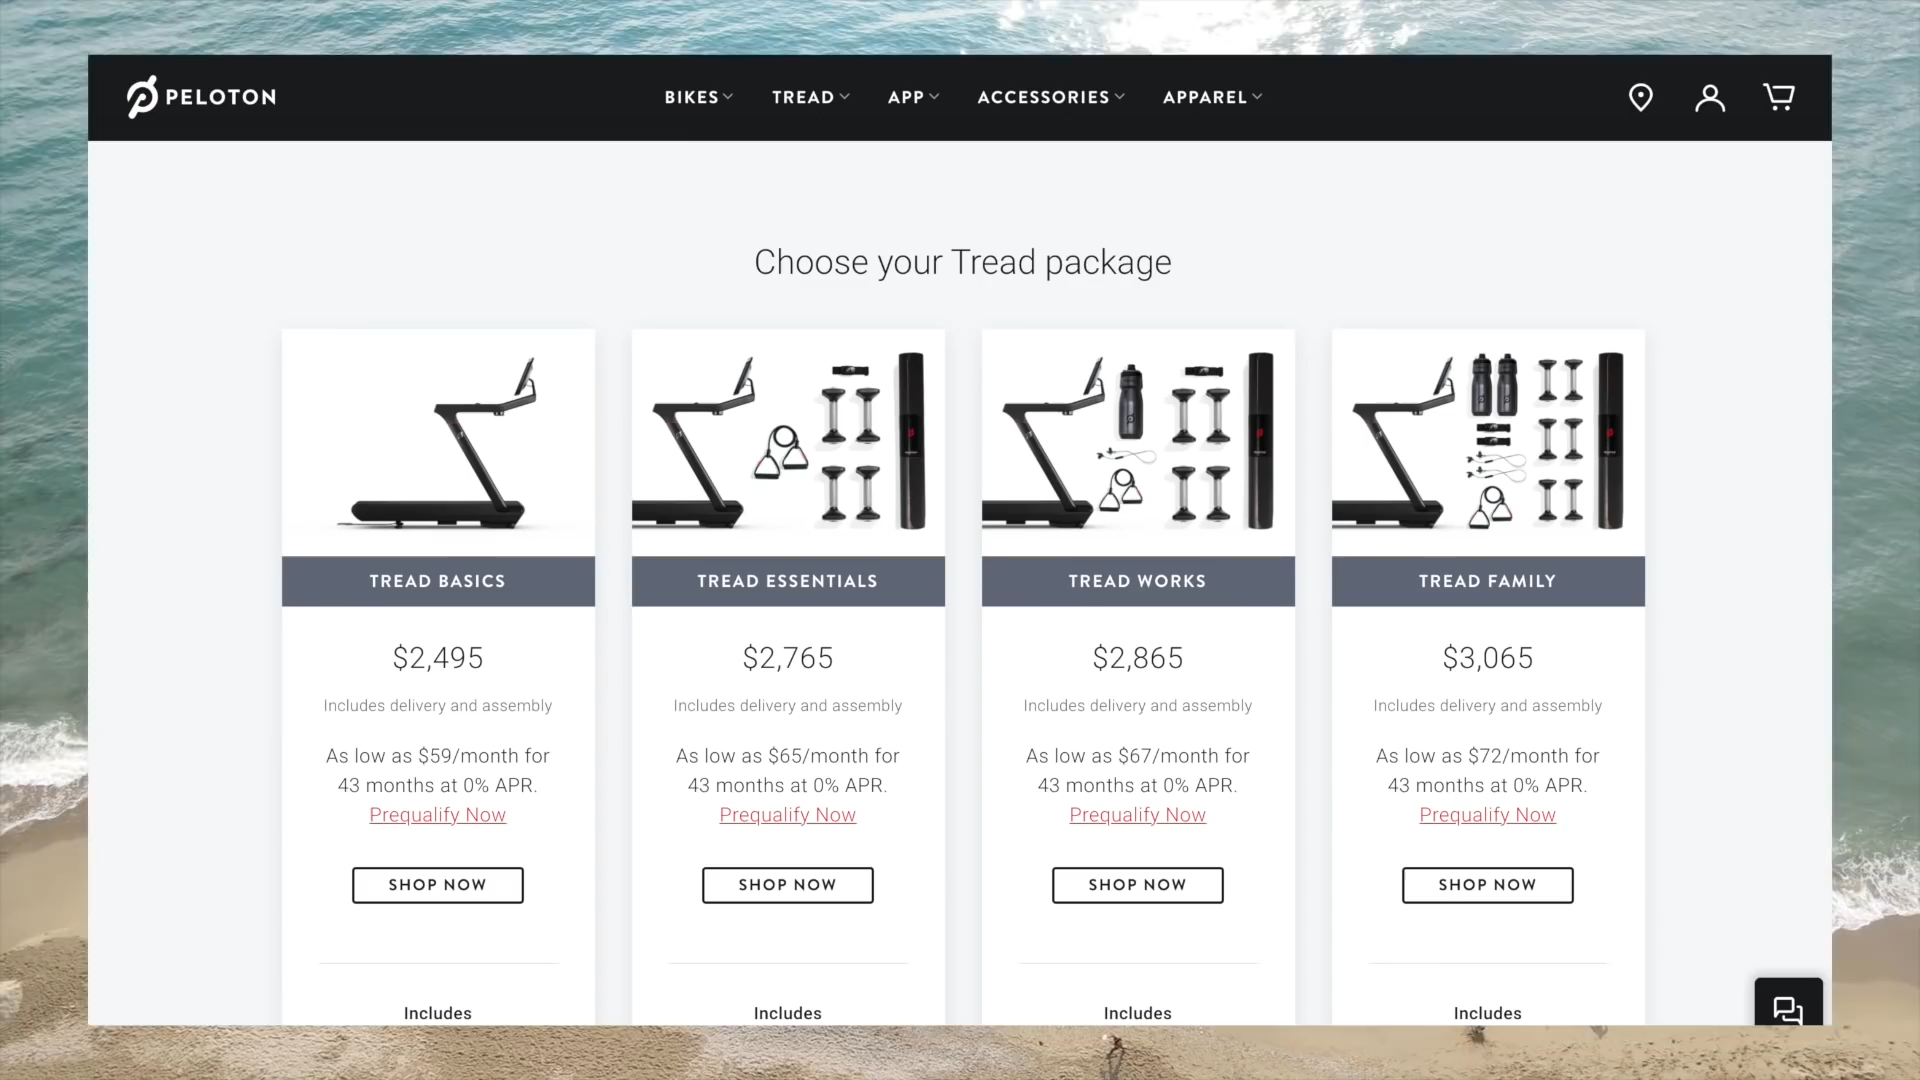 PELOTON
BIKES
TREAD
APP
ACCESSORIES
APPAREL
Choose your Tread package
TREAD BASICS
$2,495
Includes delivery and assembly
As low as $59/month for
43 months at 0% APR.
Prequalify Now
SHOP NOW
Includes
TREAD ESSENTIALS
$2,765
Includes delivery and assembly
As low as $65/month for
43 months at 0% APR.
Prequalify Now
SHOP NOW
Includes
TREAD WORKS
$2,865
Includes delivery and assembly
As low as $67/month for
43 months at 0% APR.
Prequalify Now
SHOP NOW
Includes
TREAD FAMILY
$3,065
Includes delivery and assembly
As low as $72/month for
43 months at 0% APR.
Prequalify Now
SHOP NOW
Includes